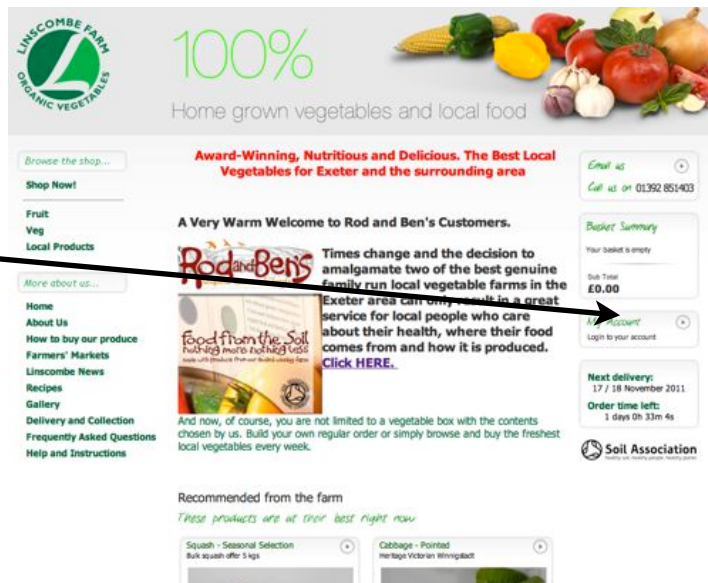 LINSCOMBE FARM
ORGANIC VEGETABLES
100%
Home grown vegetables and local food
Browse the shop...
Shop Now!
Fruit
Veg
Local Products
More about us...
Home
About Us
How to buy our produce
Farmers' Markets
Linscombe News
Recipes
Gallery
Delivery and Collection
Frequently Asked Questions
Help and Instructions
Award-Winning, Nutritious and Delicious. The Best Local
Vegetables for Exeter and the surrounding area
A Very Warm Welcome to Rod and Ben's Customers.
Rod and Ben's
food from the Soil
nothing more nothing less
Times change and the decision to
amalgamate two of the best genuine
family run local vegetable farms in the
Exeter area can only result in a great
service for local people who care
about their health, where their food
comes from and how it is produced.
Click HERE.
And now, of course, you are not limited to a vegetable box with the contents
chosen by us. Build your own regular order or simply browse and buy the freshest
local vegetables every week.
Recommended from the farm
These products are at their best right now
Squash - Seasonal Selection
Bulk squash offer 5 kgs
Cabbage - Pointed
Heritage Victorian Winnigstadt
Email us
Call us on 01392 851403
Basket Summary
Your basket is empty
Sub Total
£0.00
My Account
Login to your account
Next delivery:
17 / 18 November 2011
Order time left:
1 days 0h 33m 4s
Soil Association
healthy soil, healthy people, healthy planet